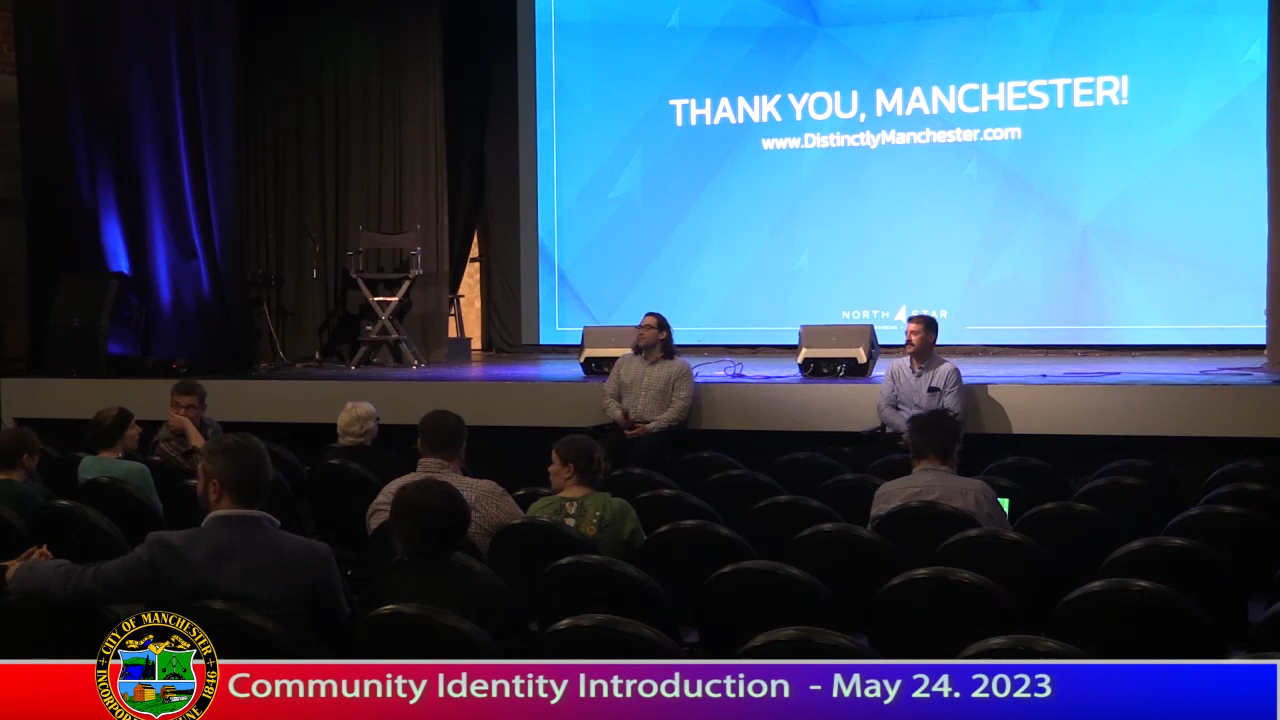 THANK YOU, MANCHESTER!
www.DistinctlyManchester.com
NORTH STAR
CITY OF MANCHESTER
1846
Community Identity Introduction - May 24. 2023